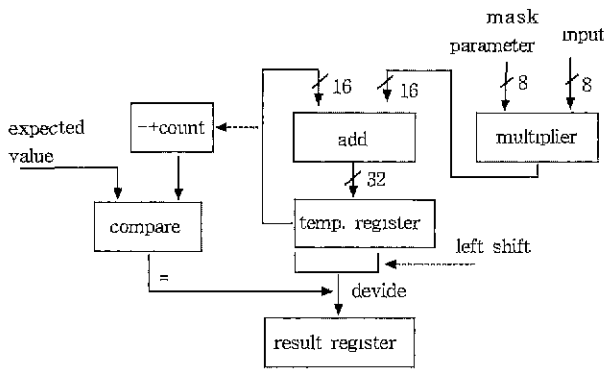 mask
parameter
input
16
16
8
8
expected
value
-+count
add
multiplier
32
compare
temp. register
left shift
=
devide
result register